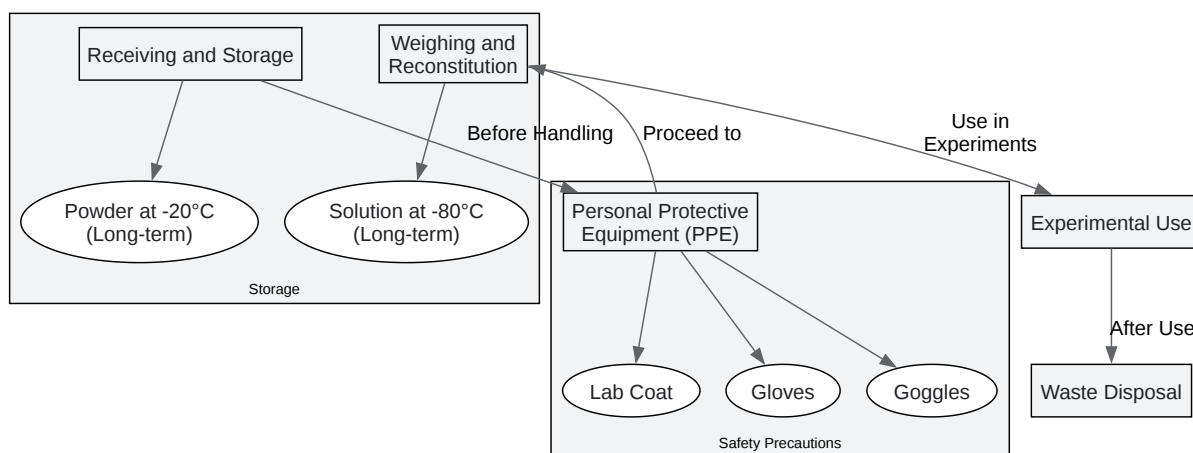 Receiving and Storage
Weighing and
Reconstitution
Before Handling
Proceed to
Use in
Experiments
Powder at -20°C
(Long-term)
Solution at -80°C
(Long-term)
Storage
Personal Protective
Equipment (PPE)
Experimental Use
After Use
Lab Coat
Gloves
Goggles
Waste Disposal
Safety Precautions